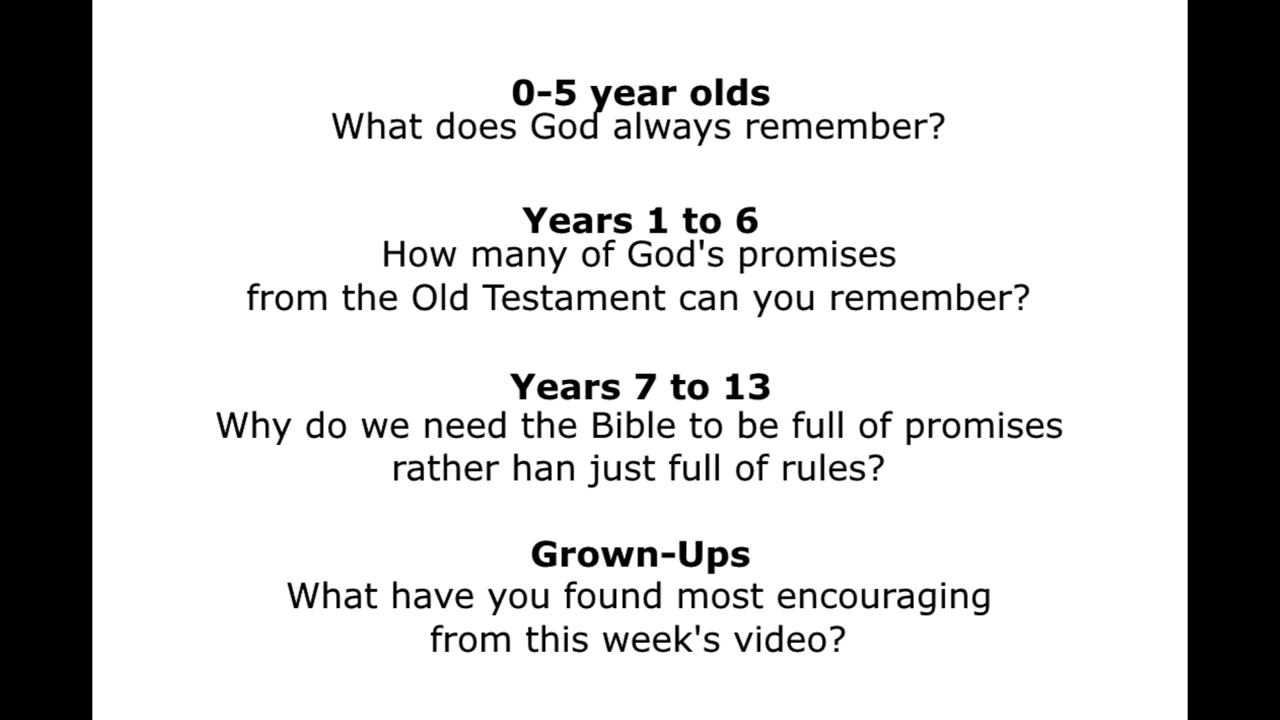 0-5 year olds
What does God always remember?
Years 1 to 6
How many of God's promises
from the Old Testament can you remember?
Years 7 to 13
Why do we need the Bible to be full of promises
rather han just full of rules?
Grown-Ups
What have you found most encouraging
from this week's video?